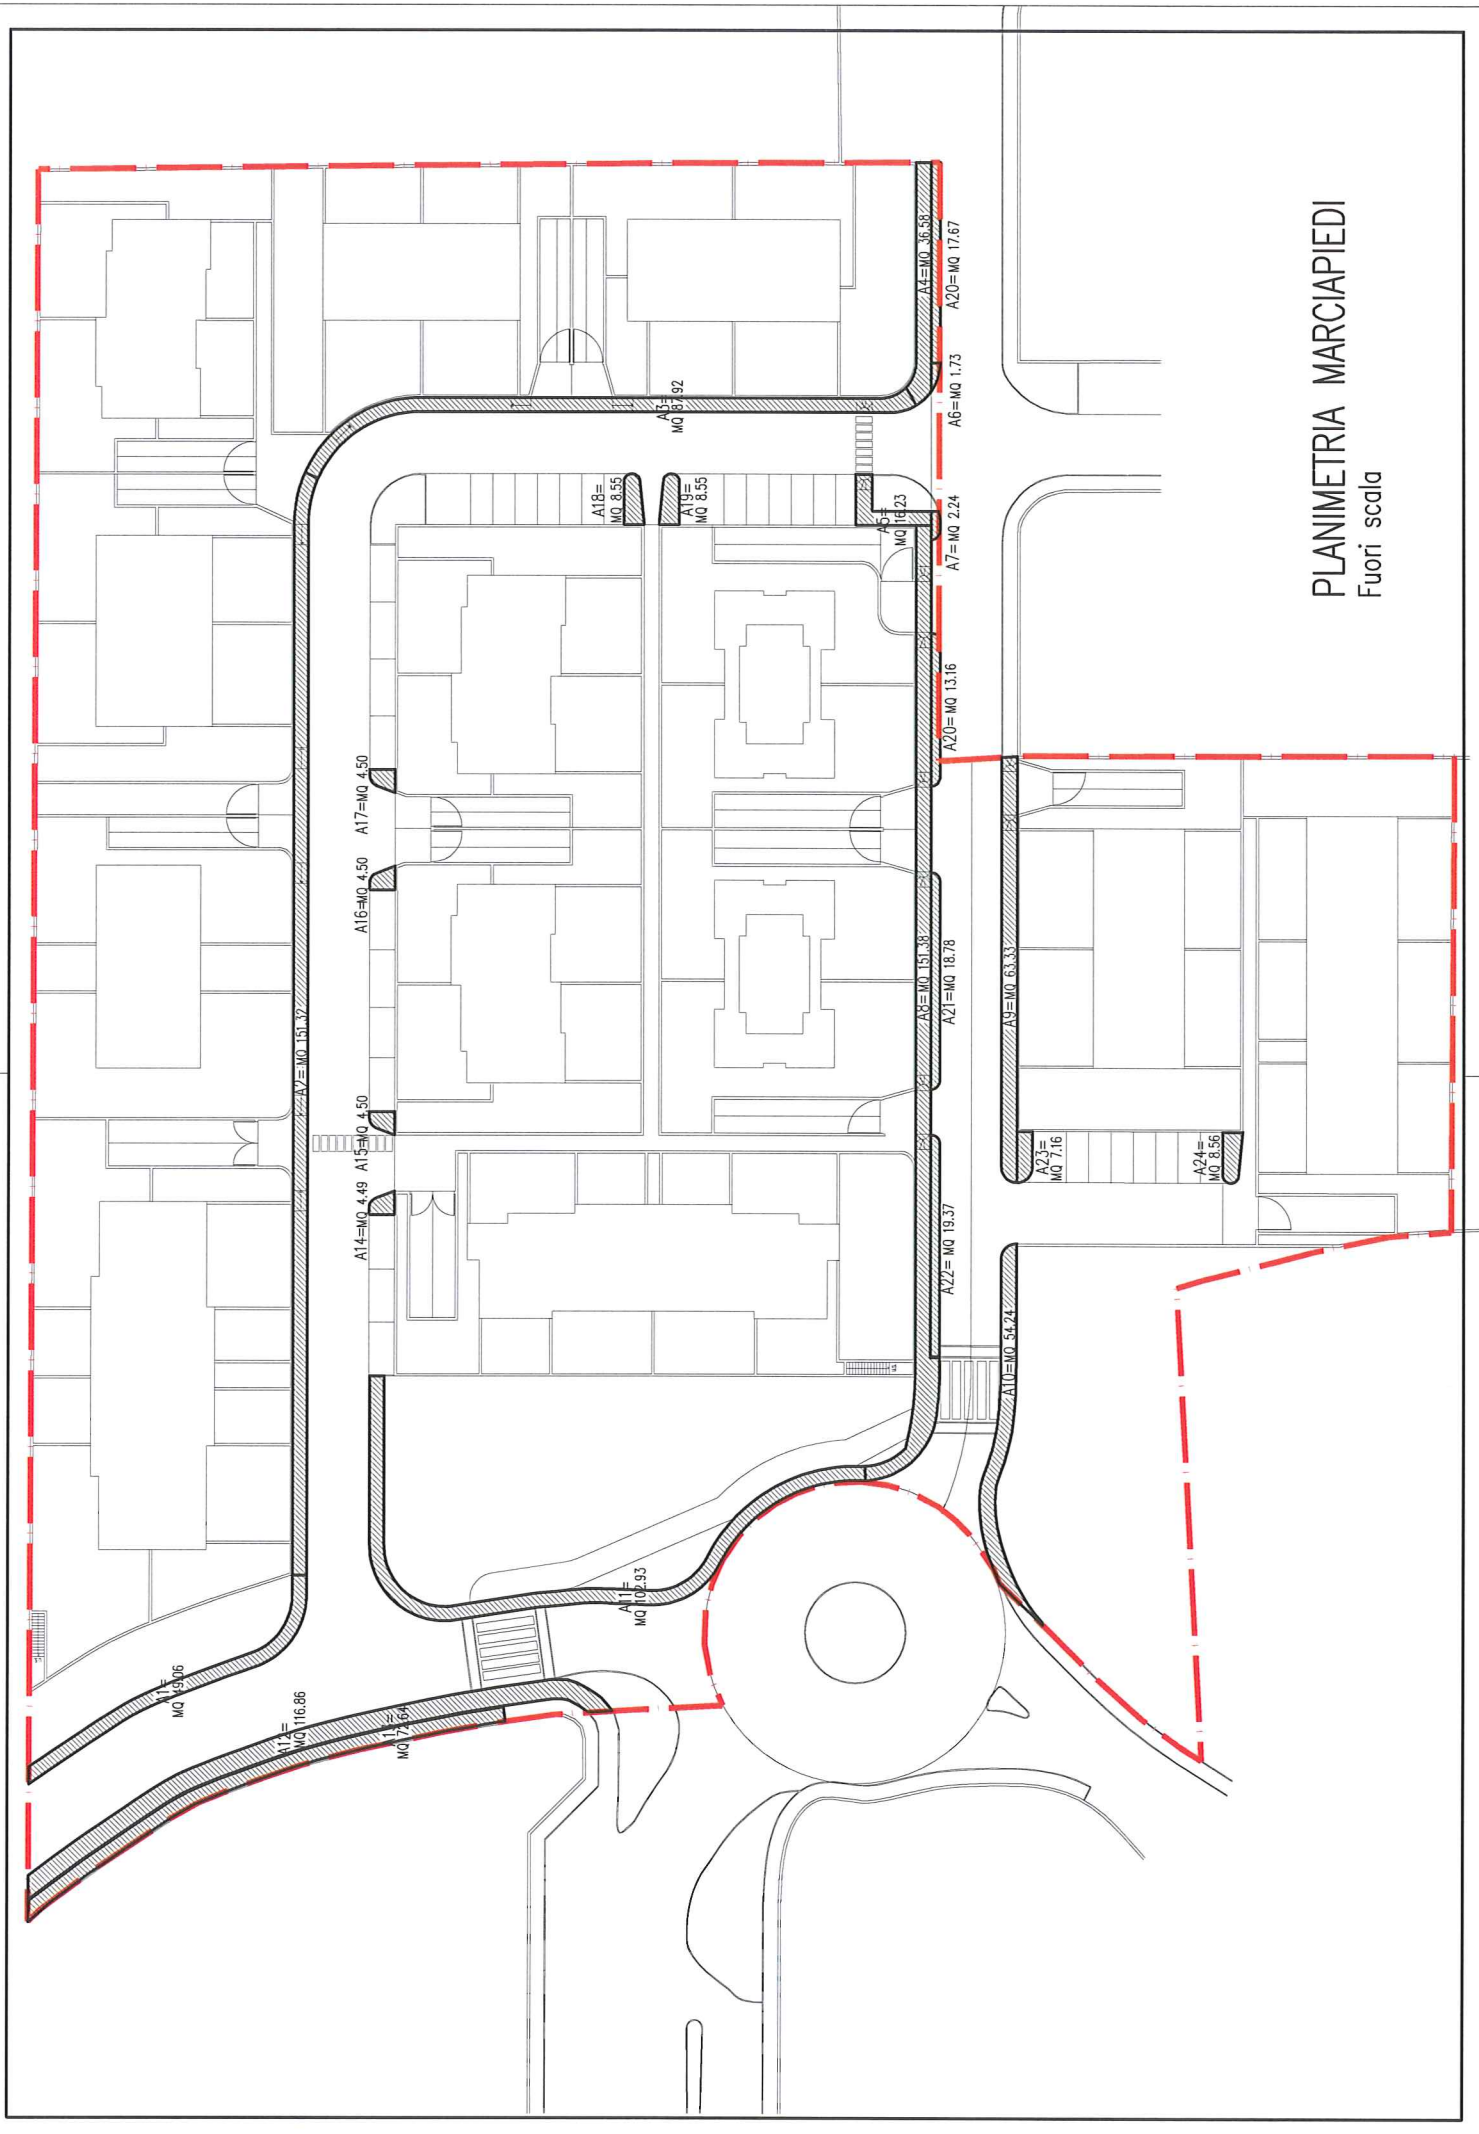 PLANIMETRIA MARCIAPIEDI
Fuori scala
A1=
MQ 49.06
A12=
MQ 116.86
MQ 72.64
A2= MQ 151.32
A14=MQ 4.49
A15=MQ 4.50
A16=MQ 4.50
A17=MQ 4.50
A11=
MQ 102.93
A18=
MQ 8.55
A19=
MQ 8.55
A3=
MQ 87.92
A5=
MQ 16.23
A8=MQ 151.38
A4=MQ 36.58
A22= MQ 19.37
A21=MQ 18.78
A20= MQ 13.16
A7= MQ 2.24
A6= MQ 1.73
A20= MQ 17.67
A10=MQ 54.24
A9=MQ 63.33
A23=
MQ 7.16
A24=
MQ 8.56